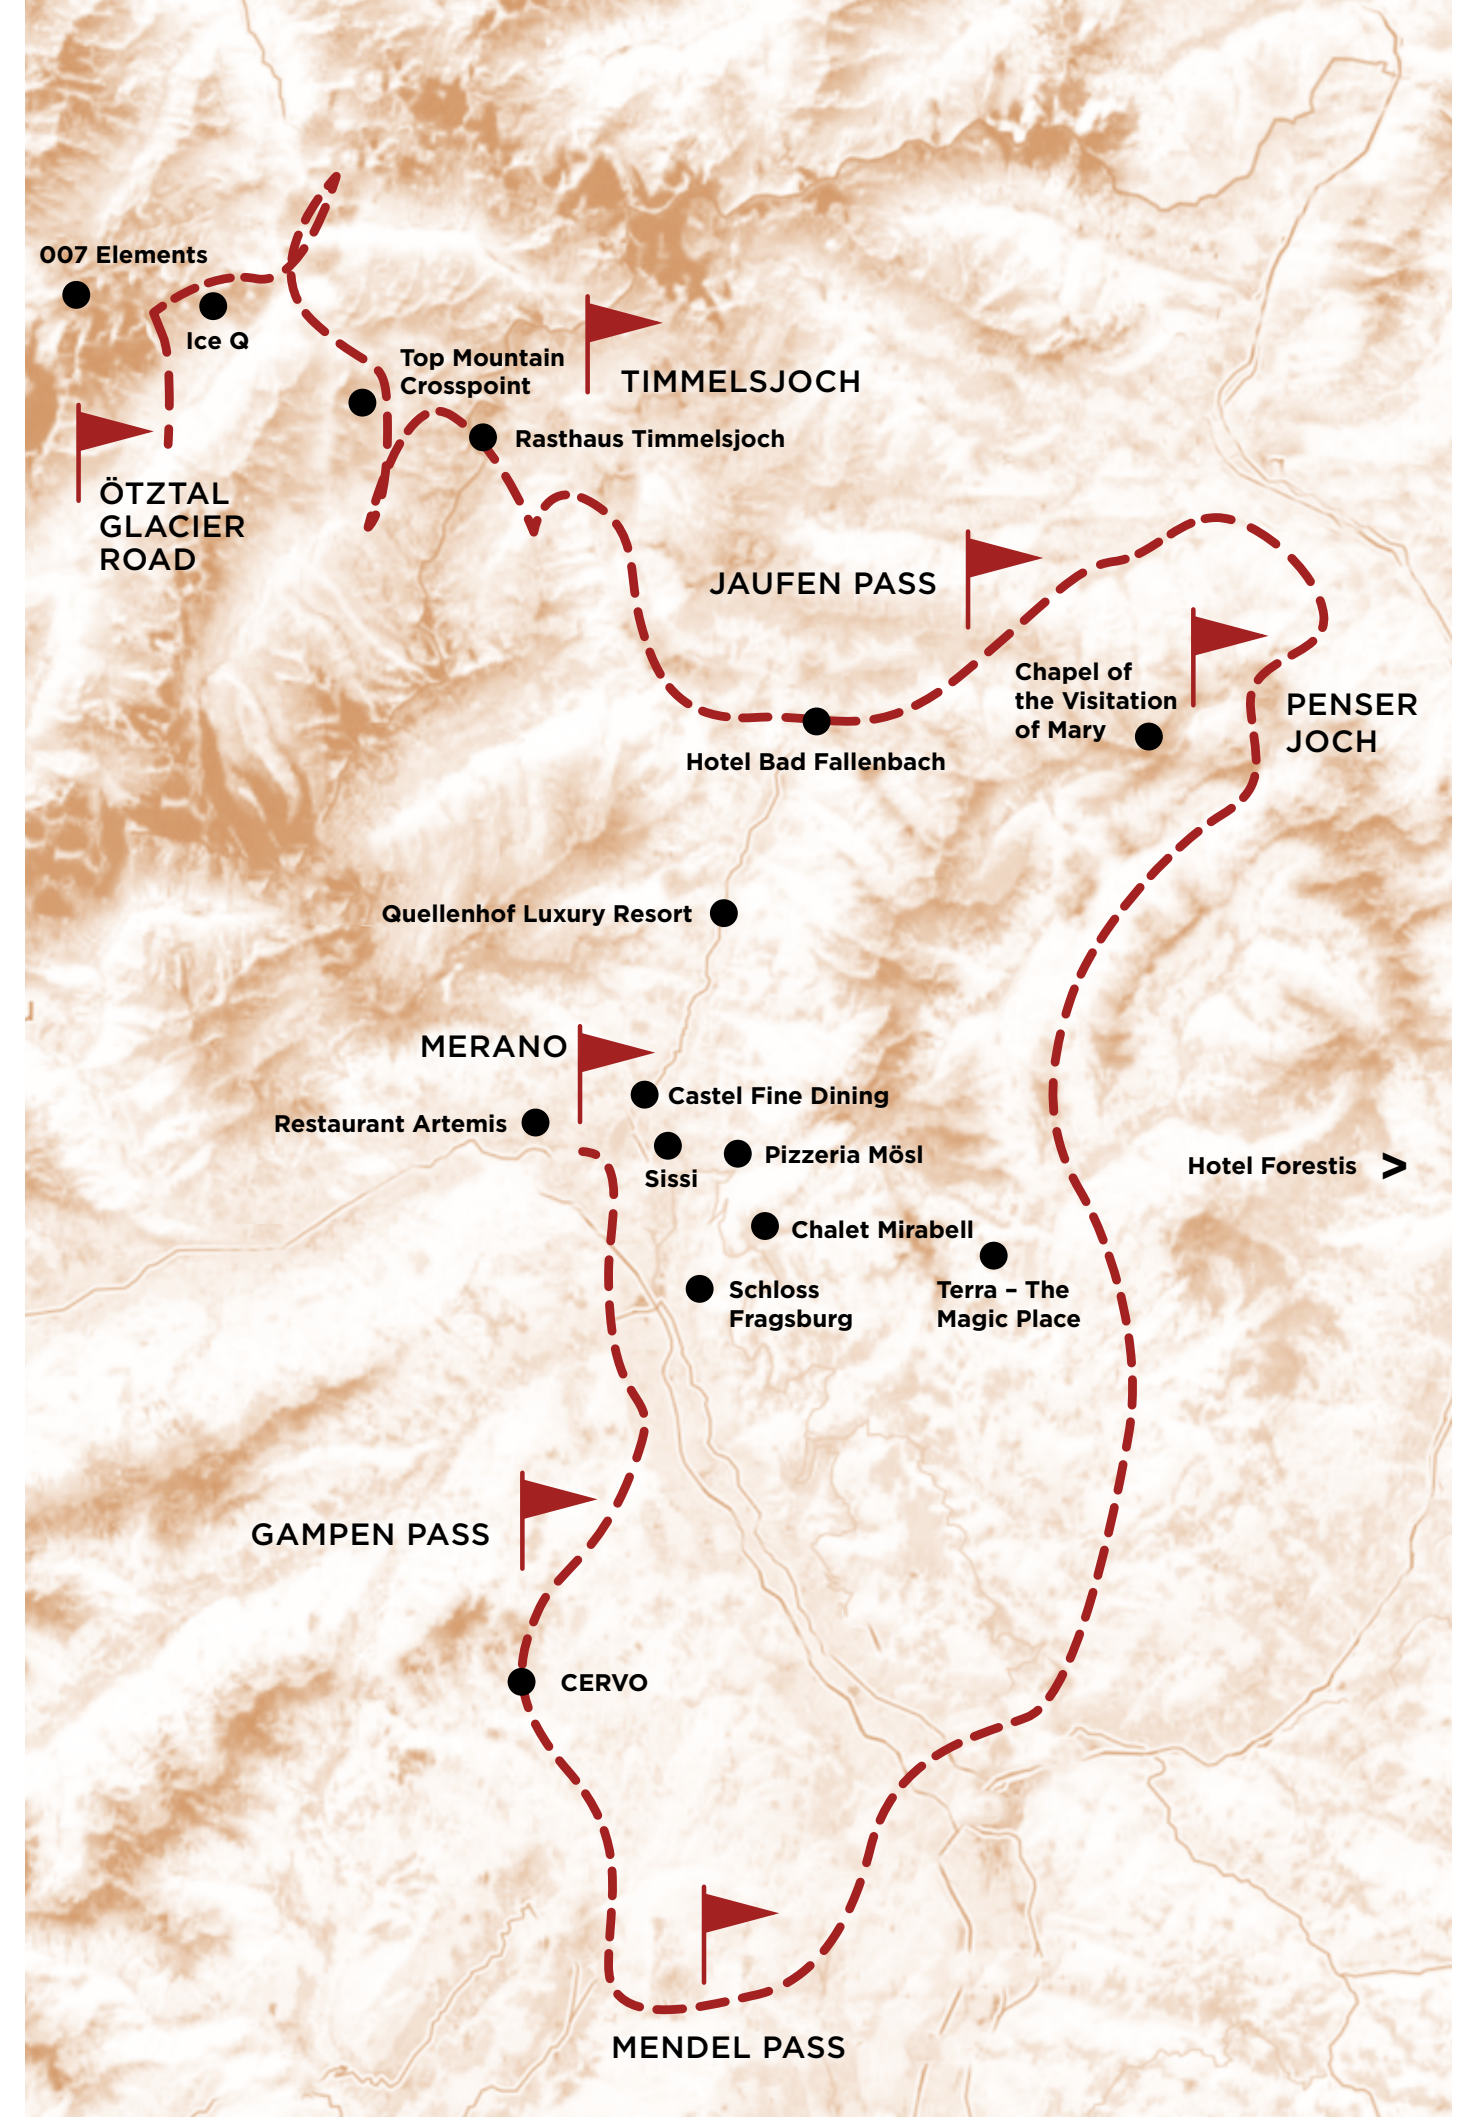 007 Elements
Ice Q
Top Mountain
Crosspoint
TIMMELSJOCH
Rasthaus Timmelsjoch
ÖTZTAL
GLACIER
ROAD
JAUFEN PASS
Chapel of
the Visitation
of Mary
PENSER
JOCH
Hotel Bad Fallenbach
Quellenhof Luxury Resort
MERANO
Castel Fine Dining
Restaurant Artemis
Sissi
Pizzeria Mösl
Hotel Forestis >
Chalet Mirabell
Schloss
Fragsburg
Terra – The
Magic Place
GAMPEN PASS
CERVO
MENDEL PASS